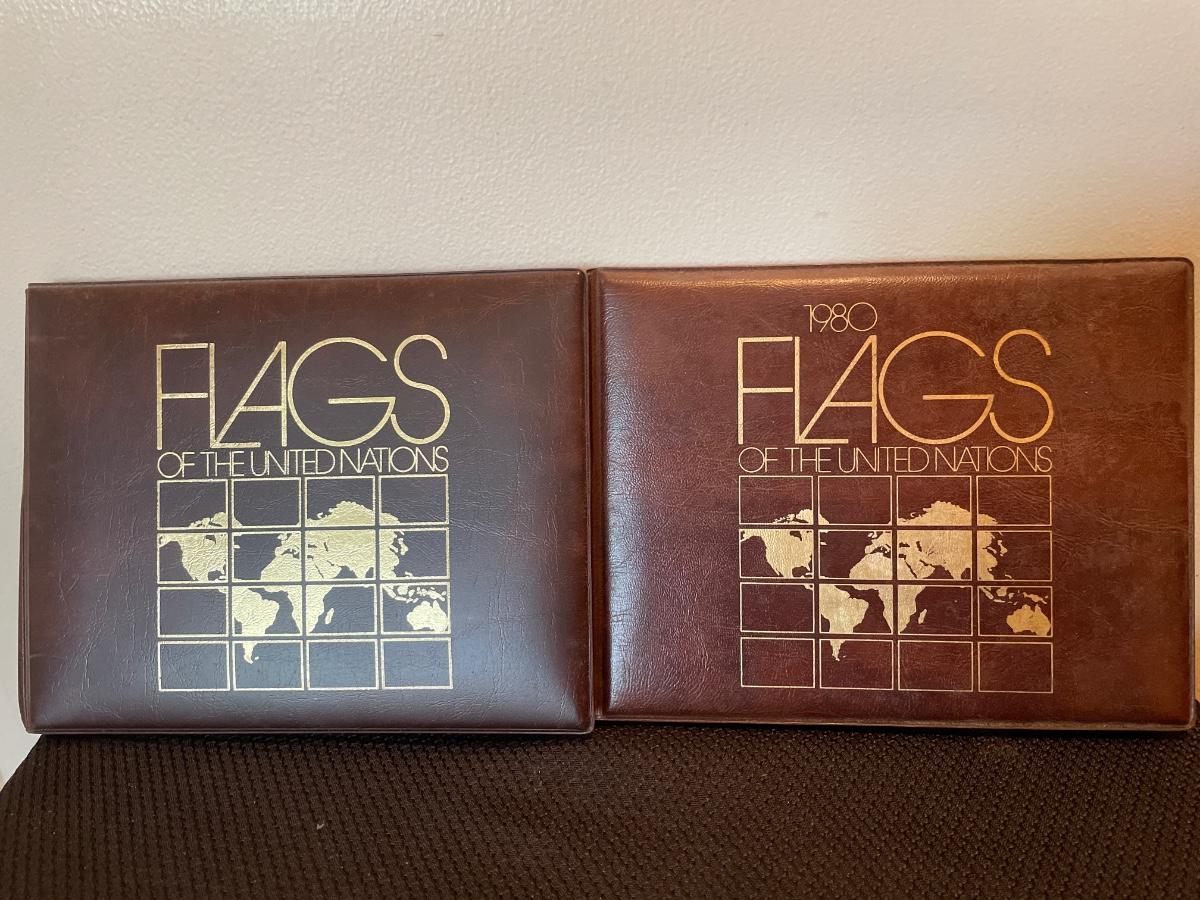 FLAGS
OF THE UNITED NATIONS
1980
FLAGS
OF THE UNITED NATIONS